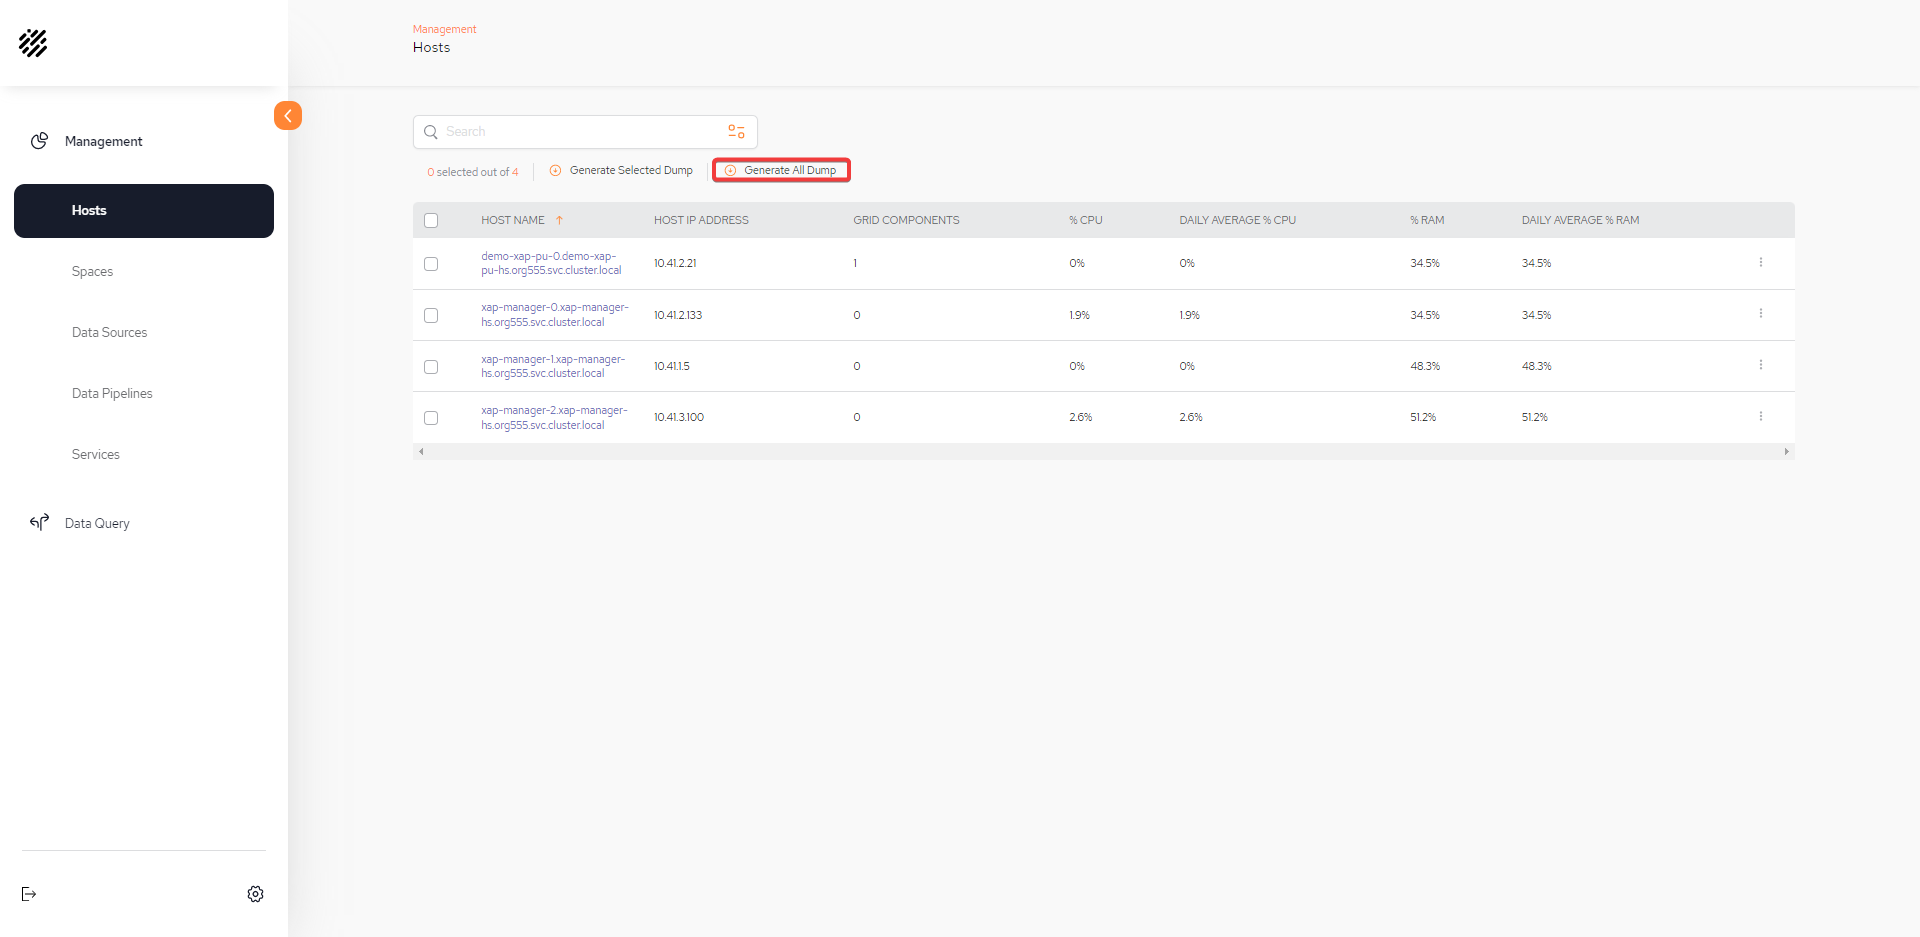 Management
Hosts
Management
Hosts
Spaces
Data Sources
Data Pipelines
Services
Data Query
Search
0 selected out of 4
Generate Selected Dump
Generate All Dump
HOST NAME HOST IP ADDRESS GRID COMPONENTS % CPU DAILY AVERAGE % CPU % RAM DAILY AVERAGE % RAM
demo-xap-pu-0.demo-xap-
pu-hs.org555.svc.cluster.local
10.41.2.21 1 0% 0% 34.5% 34.5%
xap-manager-0.xap-manager-
hs.org555.svc.cluster.local
10.41.2.133 0 1.9% 1.9% 34.5% 34.5%
xap-manager-1.xap-manager-
hs.org555.svc.cluster.local
10.41.1.5 0 0% 0% 48.3% 48.3%
xap-manager-2.xap-manager-
hs.org555.svc.cluster.local
10.41.3.100 0 2.6% 2.6% 51.2% 51.2%